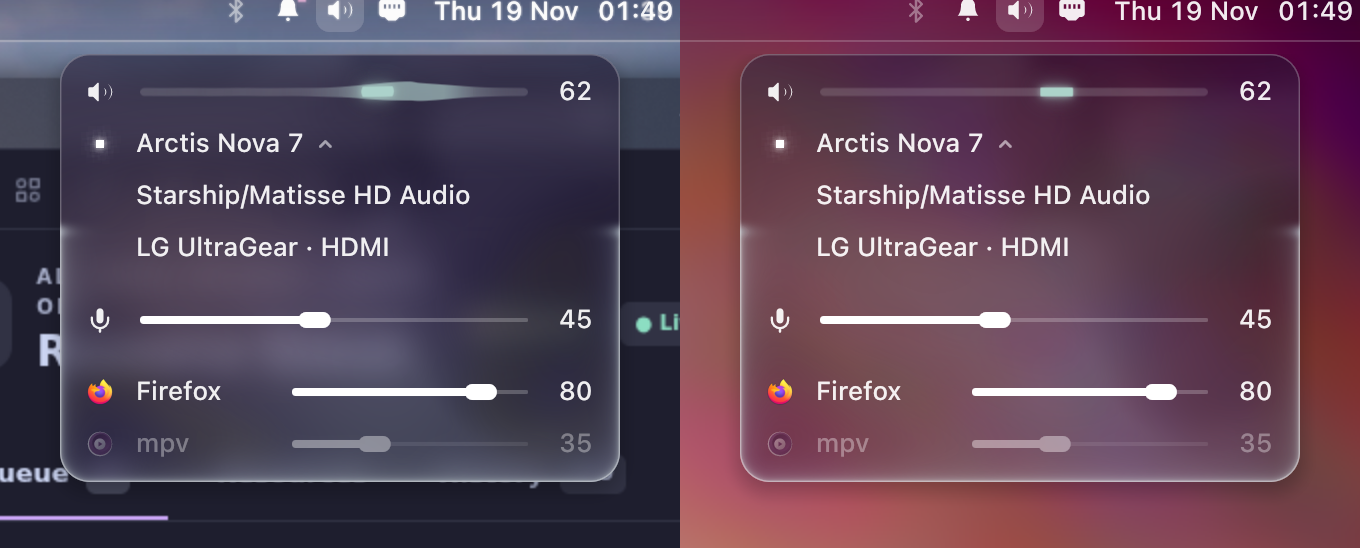 Thu 19 Nov 01:49
62
Arctis Nova 7
Starship/Matisse HD Audio
LG UltraGear · HDMI
45
Firefox 80
mpv 35
Thu 19 Nov 01:49
62
Arctis Nova 7
Starship/Matisse HD Audio
LG UltraGear · HDMI
45
Firefox 80
mpv 35